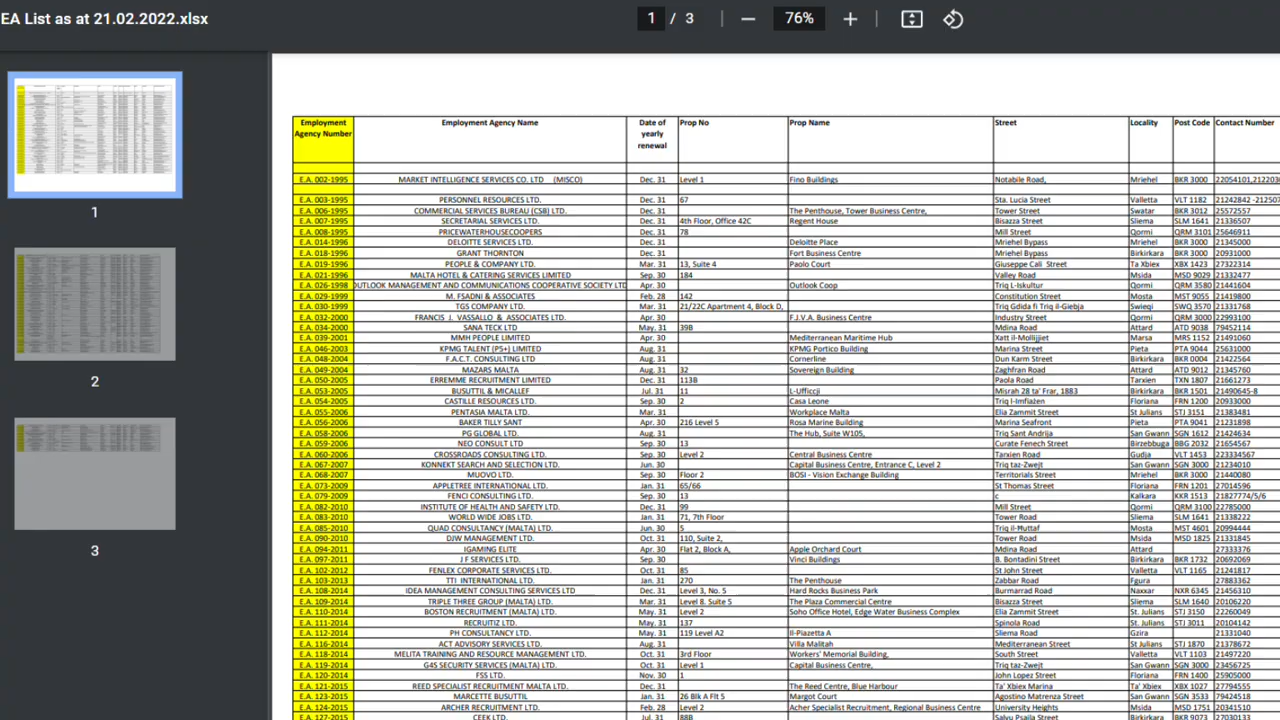 EA List as at 21.02.2022.xlsx 1 / 3 76%
1
2
3
Employment Agency Number Employment Agency Name Date of yearly renewal Prop No Prop Name Street Locality Post Code Contact Number
E.A. 002-1995 MARKET INTELLIGENCE SERVICES CO. LTD (MISCO) Dec. 31 Level 1 Fino Buildings Notabile Road, Mriehel BKR 3000 22054101,212203
E.A. 003-1995 PERSONNEL RESOURCES LTD. Dec. 31 67 Sta. Lucia Street Valletta VLT 1182 21242842 -212507
E.A. 006-1995 COMMERCIAL SERVICES BUREAU (CSB) LTD. Dec. 31 The Penthouse, Tower Business Centre, Tower Street Swatar BKR 3012 25572557
E.A. 007-1995 SECRETARIAL SERVICES LTD. Dec. 31 4th Floor, Office 42C Regent House Bisazza Street Sliema SLM 1641 21336507
E.A. 008-1995 PRICEWATERHOUSECOOPERS Dec. 31 78 Mill Street Qormi QRM 3101 25646911
E.A. 014-1996 DELOITTE SERVICES LTD. Dec. 31 Deloitte Place Mriehel Bypass Mriehel BKR 3000 21345000
E.A. 018-1996 GRANT THORNTON Dec. 31 Fort Business Centre Mriehel Bypass Birkirkara BKR 3000 20931000
E.A. 019-1996 PEOPLE & COMPANY LTD. Mar. 31 13, Suite 4 Paolo Court Giuseppe Cali Street Ta Xbiex XBX 1423 27322314
E.A. 021-1996 MALTA HOTEL & CATERING SERVICES LIMITED Sep. 30 184 Valley Road Msida MSD 9029 21332477
E.A. 026-1998 OUTLOOK MANAGEMENT AND COMMUNICATIONS COOPERATIVE SOCIETY LTD Dec. 31 Outlook Coop Triq L-Iskultur Qormi QRM 3580 21424600
E.A. 029-1999 M. FSADNI & ASSOCIATES Feb. 28 142 Constitution Street Mosta MST 9055 21419800
E.A. 030-1999 TGS COMPANY LTD. Mar. 31 21/22C Apartment 4, Block D, Triq Gdida fi Triq il-Giebja Swieqi SWQ 3570 21331768
E.A. 032-2000 FRANCIS J. VASSALLO & ASSOCIATES LTD. Apr. 30 F.J.V.A. Business Centre Industry Street Qormi QRM 3000 22993100
E.A. 034-2000 SANA TECK LTD May. 31 39B Mdina Road Attard ATD 9038 79452114
E.A. 039-2001 MMH PEOPLE LIMITED Apr. 30 Mediterranean Maritime Hub Xatt il-Mollijjiet Marsa MRS 1152 21491060
E.A. 046-2003 KPMG TALENT (P5+) LIMITED Aug. 31 KPMG Portico Building Marina Street Pieta PTA 9044 25631000
E.A. 048-2004 F.A.C.T. CONSULTING LTD Aug. 31 Cornerline Dun Karm Street Birkirkara BKR 0004 21422564
E.A. 049-2004 MAZARS MALTA Aug. 31 32 Sovereign Building Zaghfran Road Attard ATD 9012 21345760
E.A. 050-2005 ERREMME RECRUITMENT LIMITED Dec. 31 113B Paola Road Tarxien TXN 1807 21661273
E.A. 053-2005 BUSUTTIL & MICALLEF Jul. 31 11 L-Ufficcji Misrah 28 ta' Frar, 1883 Birkirkara BKR 1501 21490645-8
E.A. 054-2005 CASTILLE RESOURCES LTD. Sep. 30 2 Casa Leone Triq l-Imfiażen Floriana FRN 1200 20933000
E.A. 055-2006 PENTASIA MALTA LTD. Mar. 31 Workplace Malta Elia Zammit Street St Julians STJ 3151 21383481
E.A. 056-2006 BAKER TILLY SANT Apr. 30 216 Level 5 Rosa Marine Building Marina Seafront Pieta PTA 9041 21231898
E.A. 058-2006 PG GLOBAL LTD. Aug. 31 The Hub, Suite W105, Triq Sant Andrija San Gwann SGN 1612 21424634
E.A. 059-2006 NEO CONSULT LTD Sep. 30 13 Curate Fenech Street Birzebbuga BBG 2032 21654567
E.A. 060-2006 CROSSROADS CONSULTING LTD. Sep. 30 Level 2 Central Business Centre Tarxien Road Gudja VLT 1453 223334567
E.A. 067-2007 KONNEKT SEARCH AND SELECTION LTD. Jun. 30 Capital Business Centre, Entrance C, Level 2 Triq taz-Zwejt San Gwann SGN 3000 21234010
E.A. 068-2007 MUOVO LTD. Sep. 30 Floor 2 BOSI - Vision Exchange Building Territorials Street Mriehel BKR 3000 21440080
E.A. 073-2009 APPLETREE INTERNATIONAL LTD. Jan. 31 65/66 St Thomas Street Floriana FRN 1201 27014596
E.A. 079-2009 FENCI CONSULTING LTD. Sep. 30 13 c Kalkara KKR 1513 21827774/5/6
E.A. 082-2010 INSTITUTE OF HEALTH AND SAFETY LTD. Dec. 31 99 Mill Street Qormi QRM 3100 22785000
E.A. 083-2010 WORLD WIDE JOBS LTD. Jan. 31 71, 7th Floor Tower Road Sliema SLM 1641 21338222
E.A. 085-2010 QUAD CONSULTANCY (MALTA) LTD. Jun. 30 5 Triq il-Ħuttaf Mosta MST 4601 20994444
E.A. 090-2010 DJW MANAGEMENT LTD. Oct. 31 110, Suite 2, Tower Road Msida MSD 1825 21331845
E.A. 094-2011 IGAMING ELITE Apr. 30 Flat 2, Block A, Apple Orchard Court Mdina Road Attard 27333376
E.A. 097-2011 J F SERVICES LTD. Sep. 30 Vinci Buildings B. Bontadini Street Birkirkara BKR 1732 20692069
E.A. 102-2012 FENLEX CORPORATE SERVICES LTD. Oct. 31 85 St John Street Valletta VLT 1165 21241817
E.A. 103-2013 TTI INTERNATIONAL LTD. Jan. 31 270 The Penthouse Zabbar Road Fgura 27883362
E.A. 108-2014 IDEA MANAGEMENT CONSULTING SERVICES LTD Dec. 31 Level 3, No. 5 Hard Rocks Business Park Burmarrad Road Naxxar NXR 6345 21456310
E.A. 109-2014 TRIPLE THREE GROUP (MALTA) LTD. Mar. 31 Level 8. Suite 5 The Plaza Commercial Centre Bisazza Street Sliema SLM 1640 20106220
E.A. 110-2014 BOSTON RECRUITMENT (MALTA) LTD. May. 31 Level 2 Soho Office Hotel, Edge Water Business Complex Elia Zammit Street St. Julians STJ 3150 22260049
E.A. 111-2014 RECRUITIZ LTD. May. 31 137 Spinola Road St. Julians STJ 3011 20104142
E.A. 112-2014 PH CONSULTANCY LTD. May. 31 119 Level A2 Il-Piazetta A Sliema Road Gzira 21331040
E.A. 116-2014 ACT ADVISORY SERVICES LTD. Aug. 31 Villa Malitah Mediterranean Street St. Julians STJ 1870 21378672
E.A. 118-2014 MELITA TRAINING AND RESOURCE MANAGEMENT LTD. Oct. 31 3rd Floor Workers' Memorial Building, South Street Valletta VLT 1103 21497220
E.A. 119-2014 G4S SECURITY SERVICES (MALTA) LTD. Oct. 31 Level 1 Capital Business Centre, Triq taz-Zwejt San Gwann SGN 3000 23456725
E.A. 120-2014 FSS LTD. Nov. 30 1 John Lopez Street Floriana FRN 1400 25905000
E.A. 121-2015 REED SPECIALIST RECRUITMENT MALTA LTD. Dec. 31 The Reed Centre, Blue Harbour Ta' Xbiex Marina Ta' Xbiex XBX 1027 27794555
E.A. 123-2015 MARCETTE BUSUTTIL Jan. 31 26 Blk A Flt 5 Margot Court Agostino Matrenza Street San Gwann SGN 3533 79424518
E.A. 124-2015 ARCHER RECRUITMENT LTD. Feb. 28 Level 2 Acher Specialist Recruitment, Regional Business Centre University Heights Msida MSD 1751 20341510
E.A. 127-2015 CEEK LTD. Jul. 31 88B Salvu Psaila Street Birkirkara BKR 9073 27030133